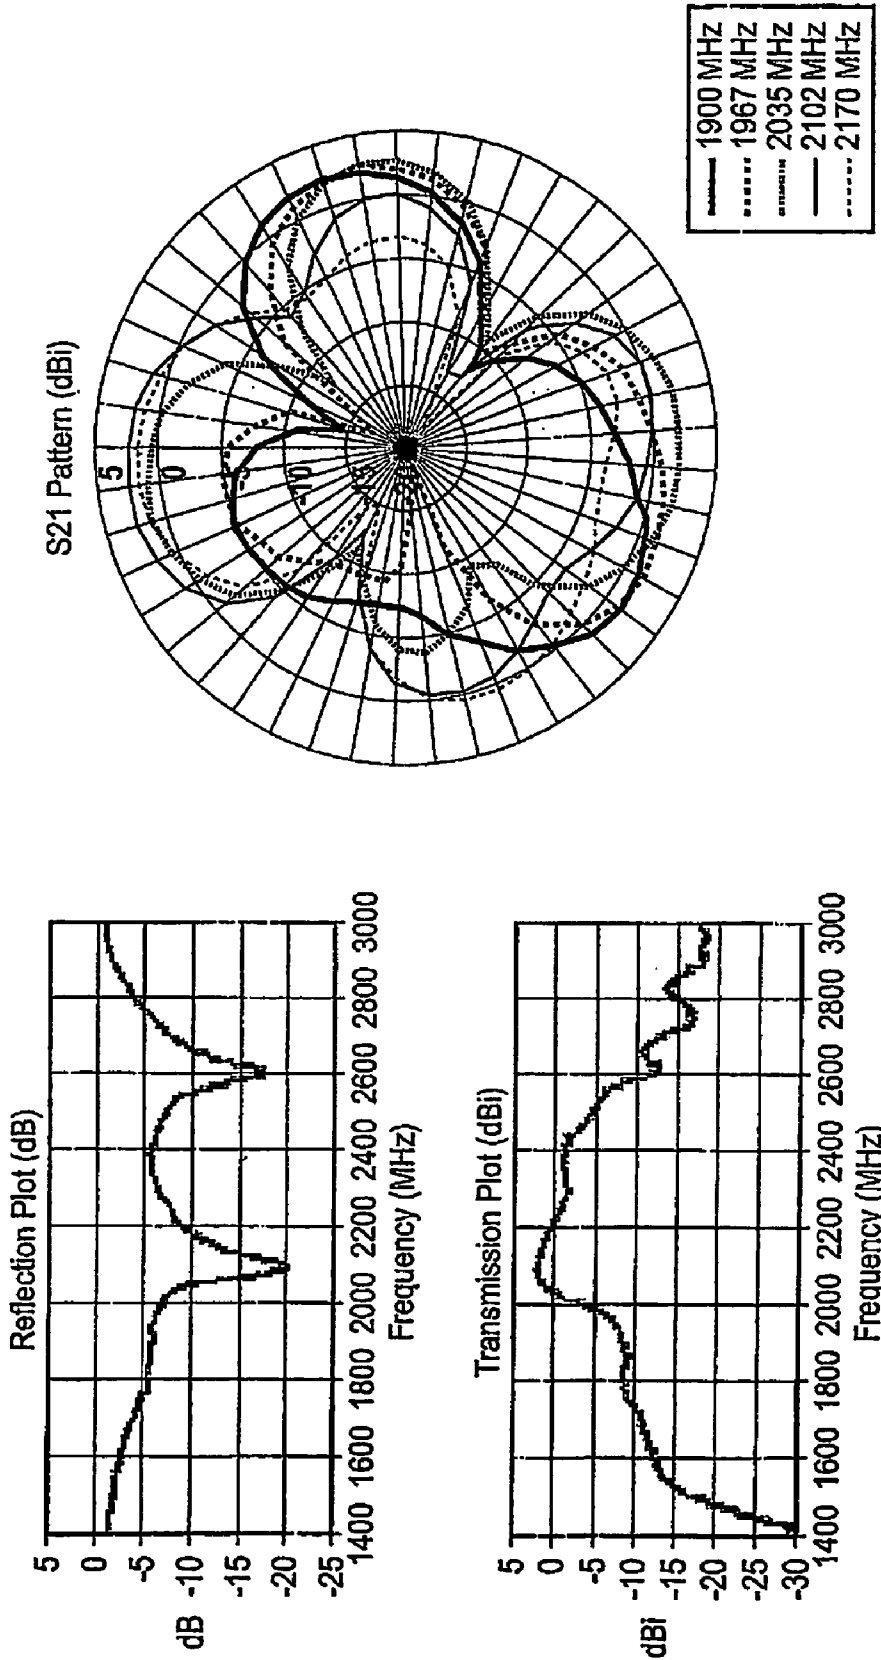 Reflection Plot (dB)
5
0
-5
-10
-15
-20
-25
dB
1400 1600 1800 2000 2200 2400 2600 2800 3000
Frequency (MHz)
Transmission Plot (dBi)
5
0
-5
-10
-15
-20
-25
-30
dBi
1400 1600 1800 2000 2200 2400 2600 2800 3000
Frequency (MHz)
S21 Pattern (dBi)
5
0
-10
1900 MHz
1967 MHz
2035 MHz
2102 MHz
2170 MHz